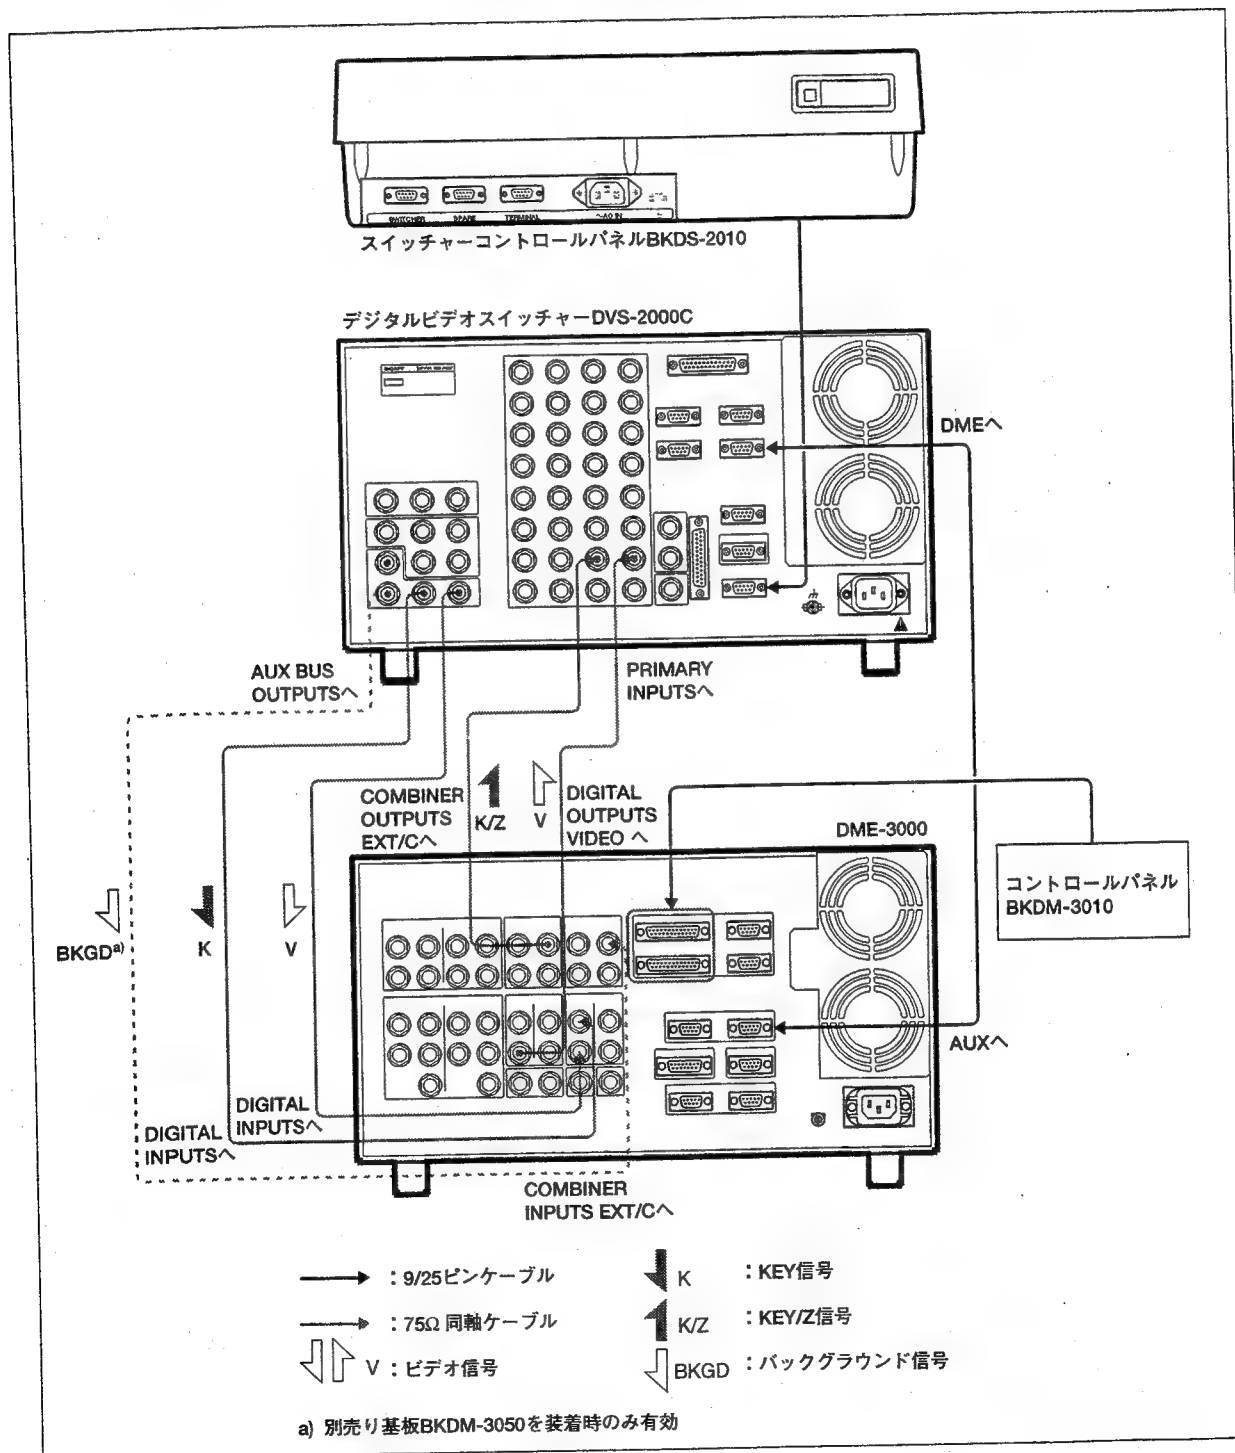 SWITCHER SPARE TERMINAL ~AC IN
スイッチャーコントロールパネルBKDS-2010
デジタルビデオスイッチャーDVS-2000C
DMEへ
AUX BUS
OUTPUTSへ
PRIMARY
INPUTSへ
COMBINER
OUTPUTS
EXT/Cへ
K/Z
V
DIGITAL
OUTPUTS
VIDEO へ
DME-3000
コントロールパネル
BKDM-3010
BKGDa)
K
V
AUXへ
DIGITAL
INPUTSへ
DIGITAL
INPUTSへ
COMBINER
INPUTS EXT/Cへ
：9/25ピンケーブル
K ：KEY信号
：75Ω 同軸ケーブル
K/Z ：KEY/Z信号
V ：ビデオ信号
BKGD ：バックグラウンド信号
a) 別売り基板BKDM-3050を装着時のみ有効